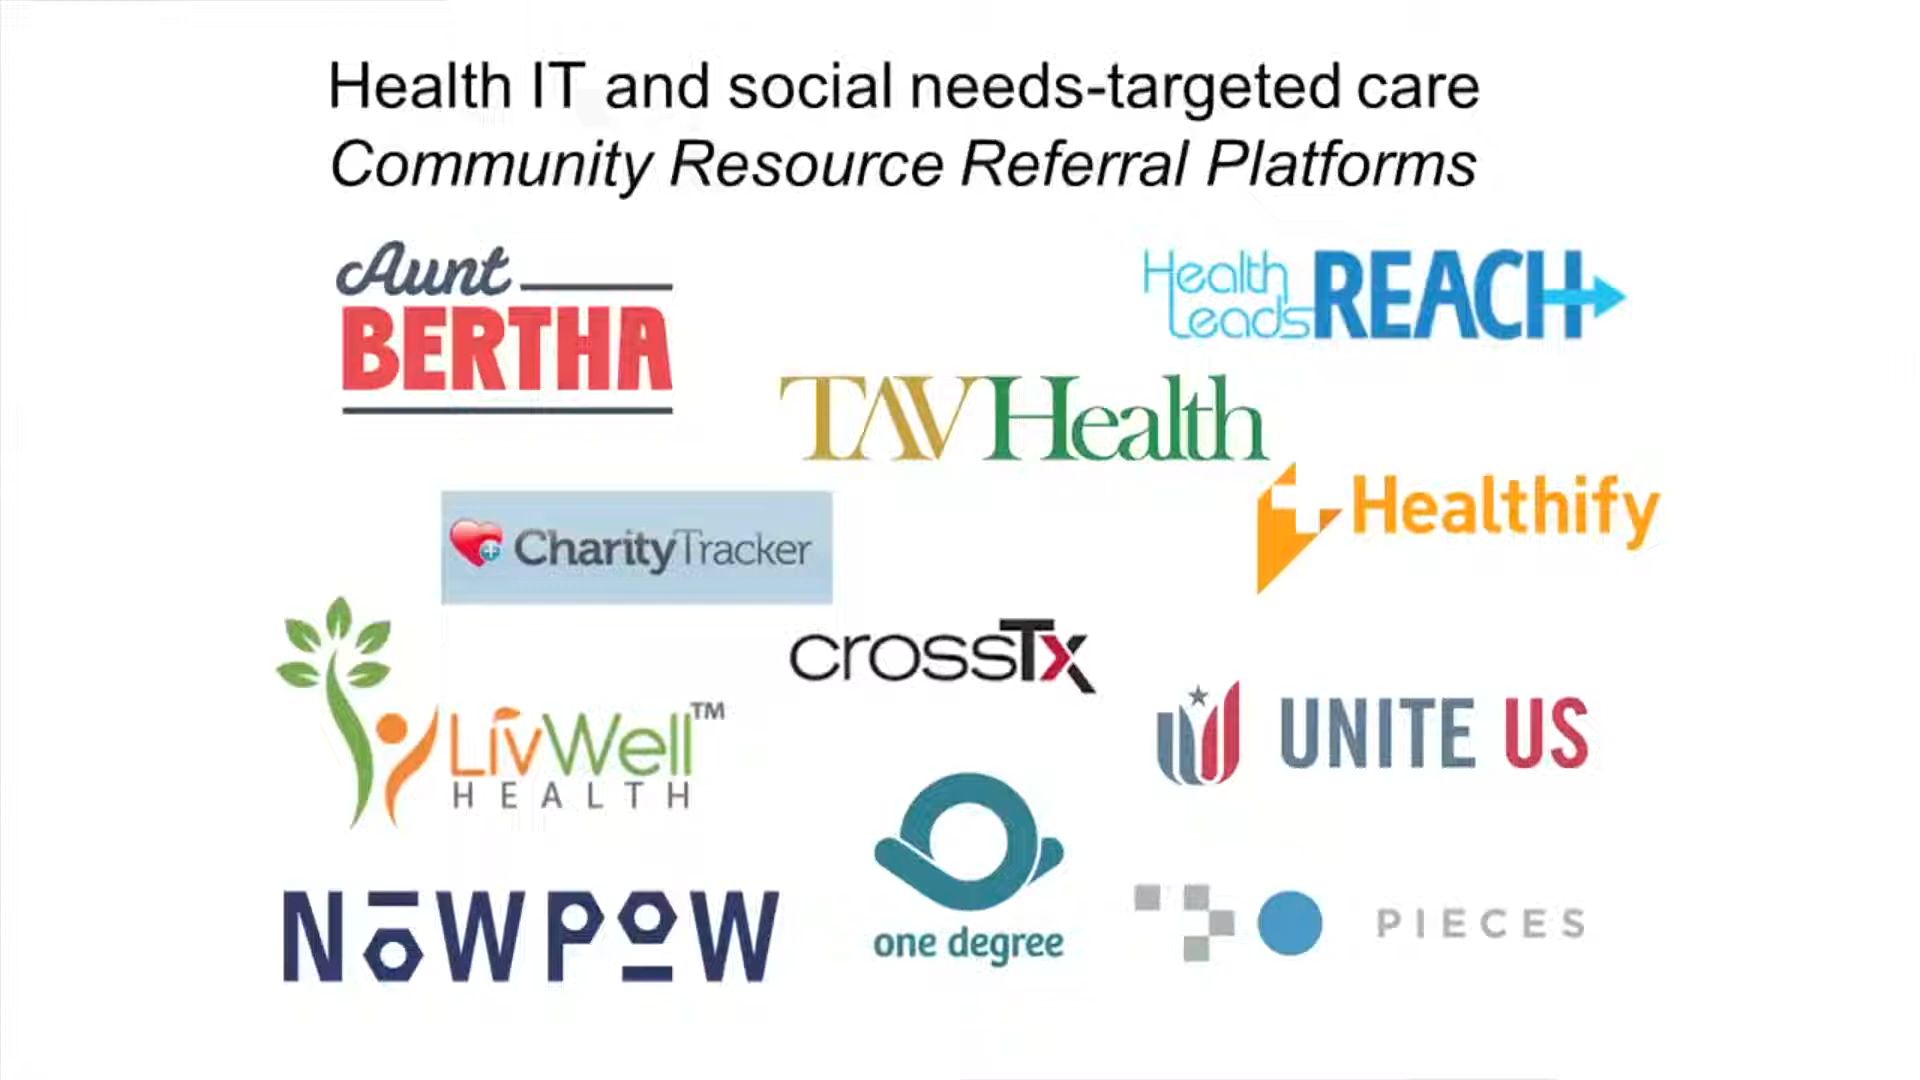 Health IT and social needs-targeted care
Community Resource Referral Platforms
Aunt
BERTHA
Health
Leads
REACH
TAVHealth
CharityTracker
Healthify
crossTx
LivWell™
HEALTH
UNITE US
NOWPOW
one degree
PIECES